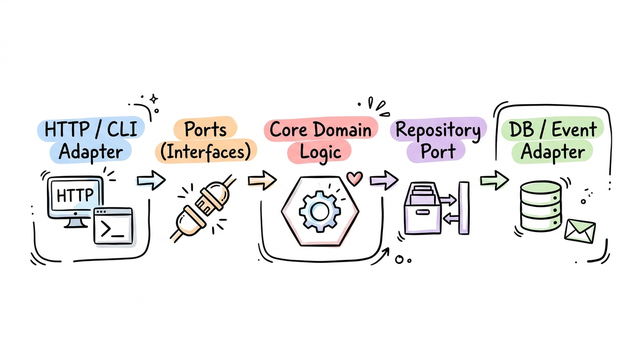 HTTP / CLI
Adapter
HTTP
>_
Ports
(Interfaces)
Core Domain
Logic
Repository
Port
DB / Event
Adapter